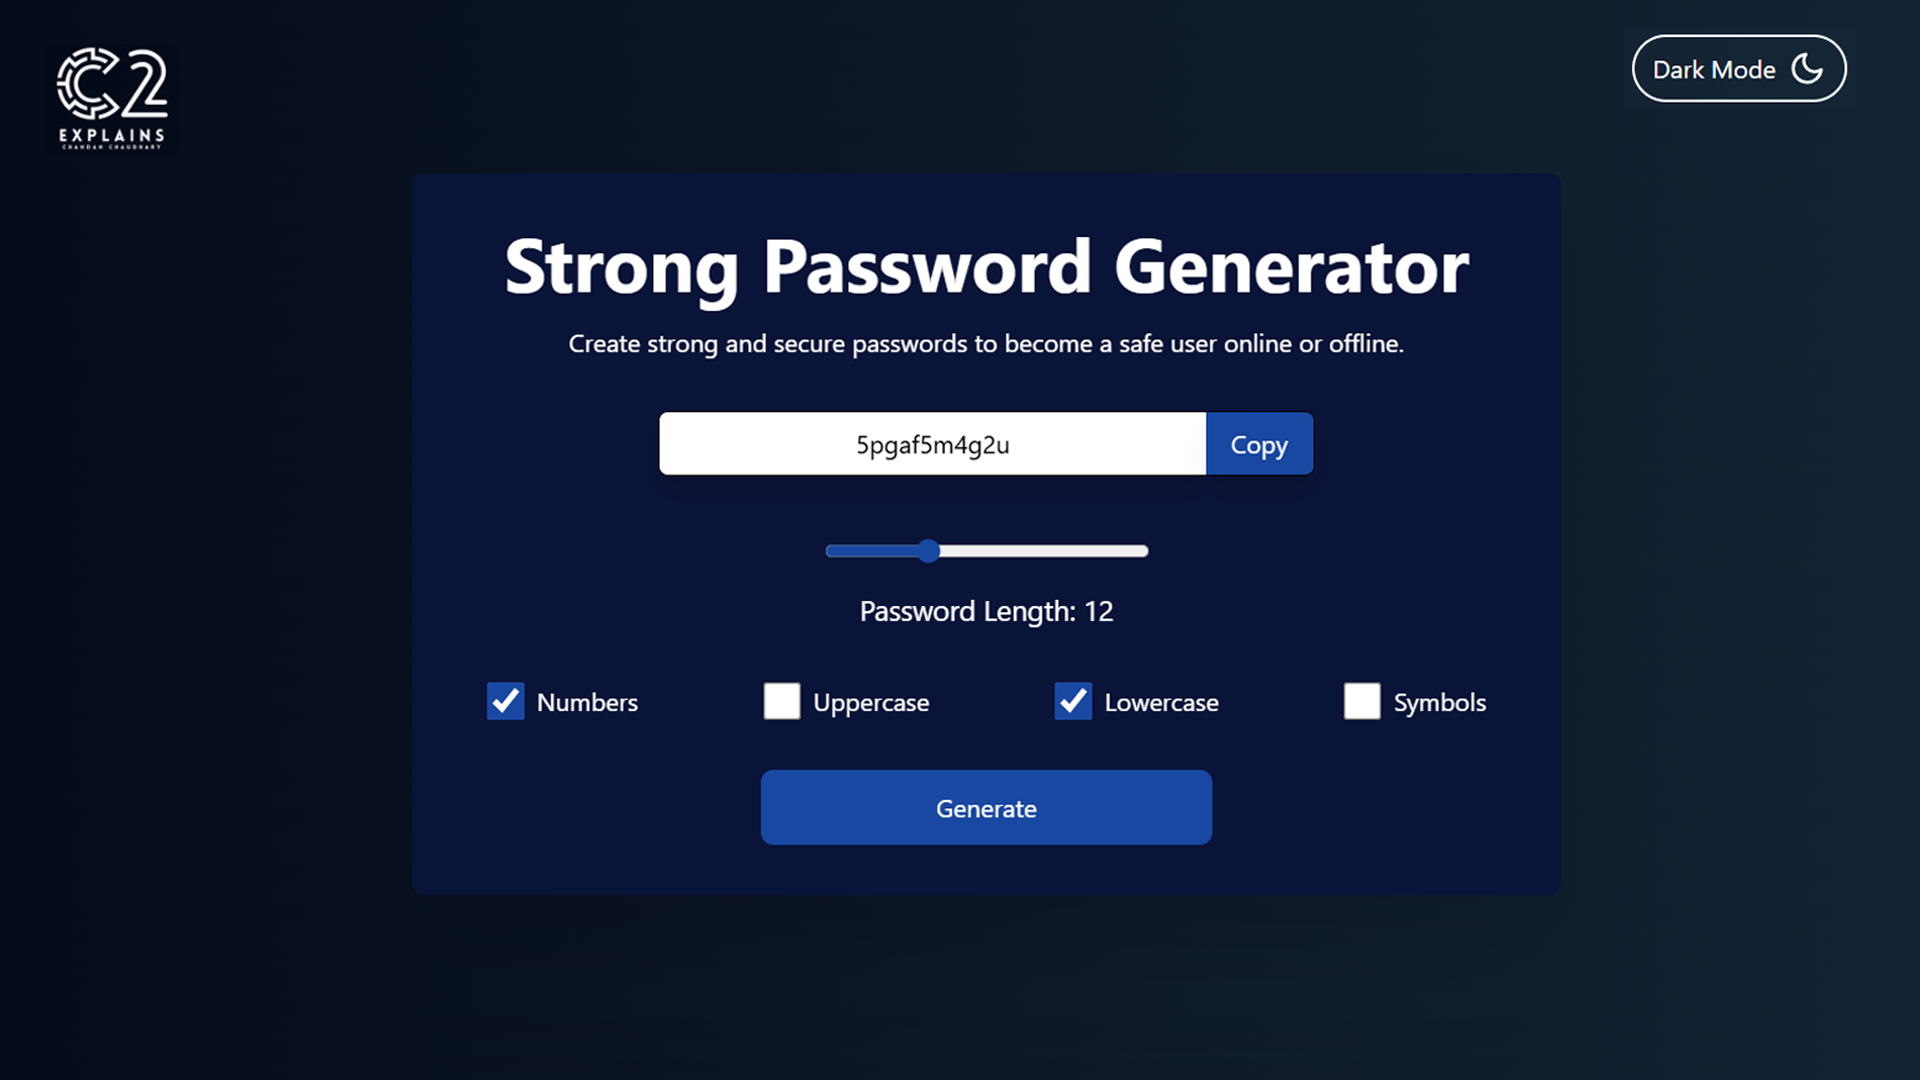 C2
EXPLAINS
CHANDAN CHAUDHARY
Dark Mode
Strong Password Generator
Create strong and secure passwords to become a safe user online or offline.
5pgaf5m4g2u
Copy
Password Length: 12
Numbers
Uppercase
Lowercase
Symbols
Generate